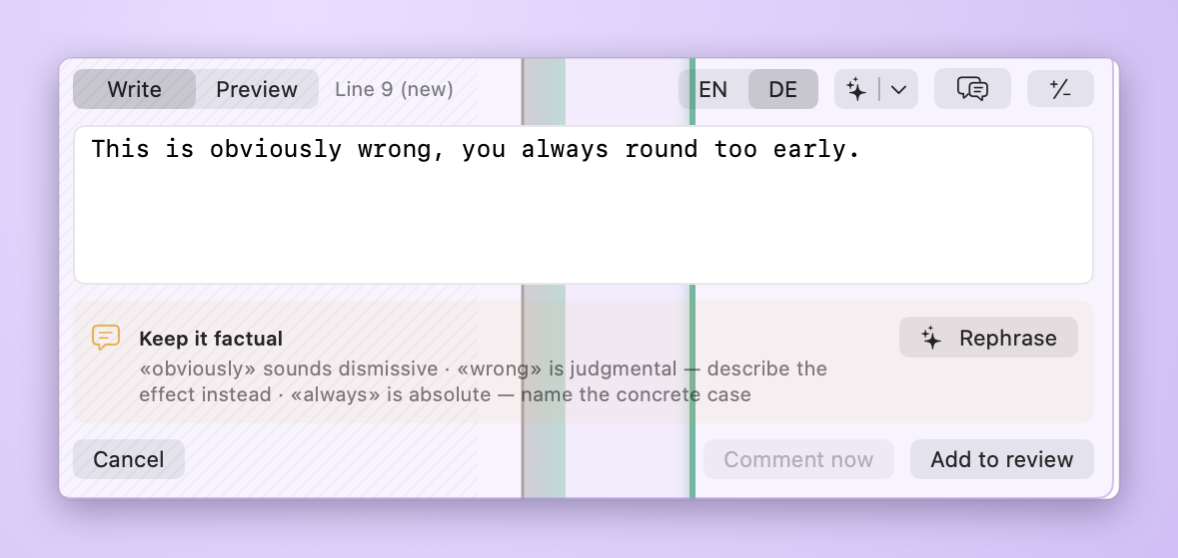 Write Preview Line 9 (new) EN DE
This is obviously wrong, you always round too early.
Keep it factual
Rephrase
«obviously» sounds dismissive · «wrong» is judgmental — describe the
effect instead · «always» is absolute — name the concrete case
Cancel Comment now Add to review